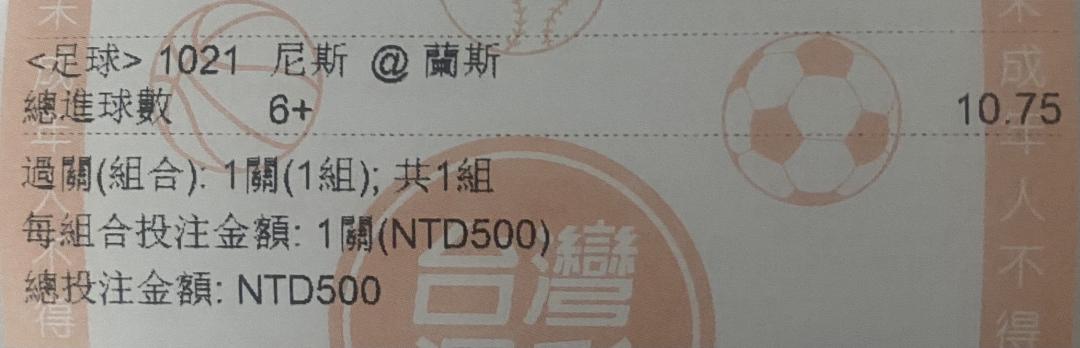 <足球> 1021 尼斯 @ 蘭斯
總進球數 6+ 10.75
過關(組合): 1關(1組); 共1組
每組合投注金額: 1關(NTD500)
總投注金額: NTD500
台灣
未成年人不得
未成年人不得